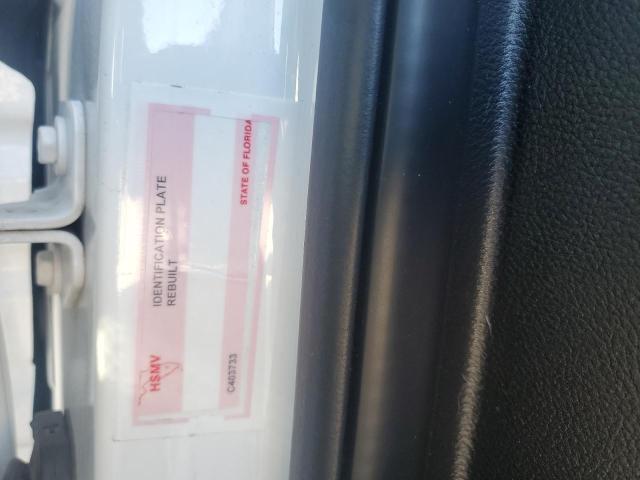 HSMV
IDENTIFICATION PLATE
REBUILT
C403733
STATE OF FLORIDA